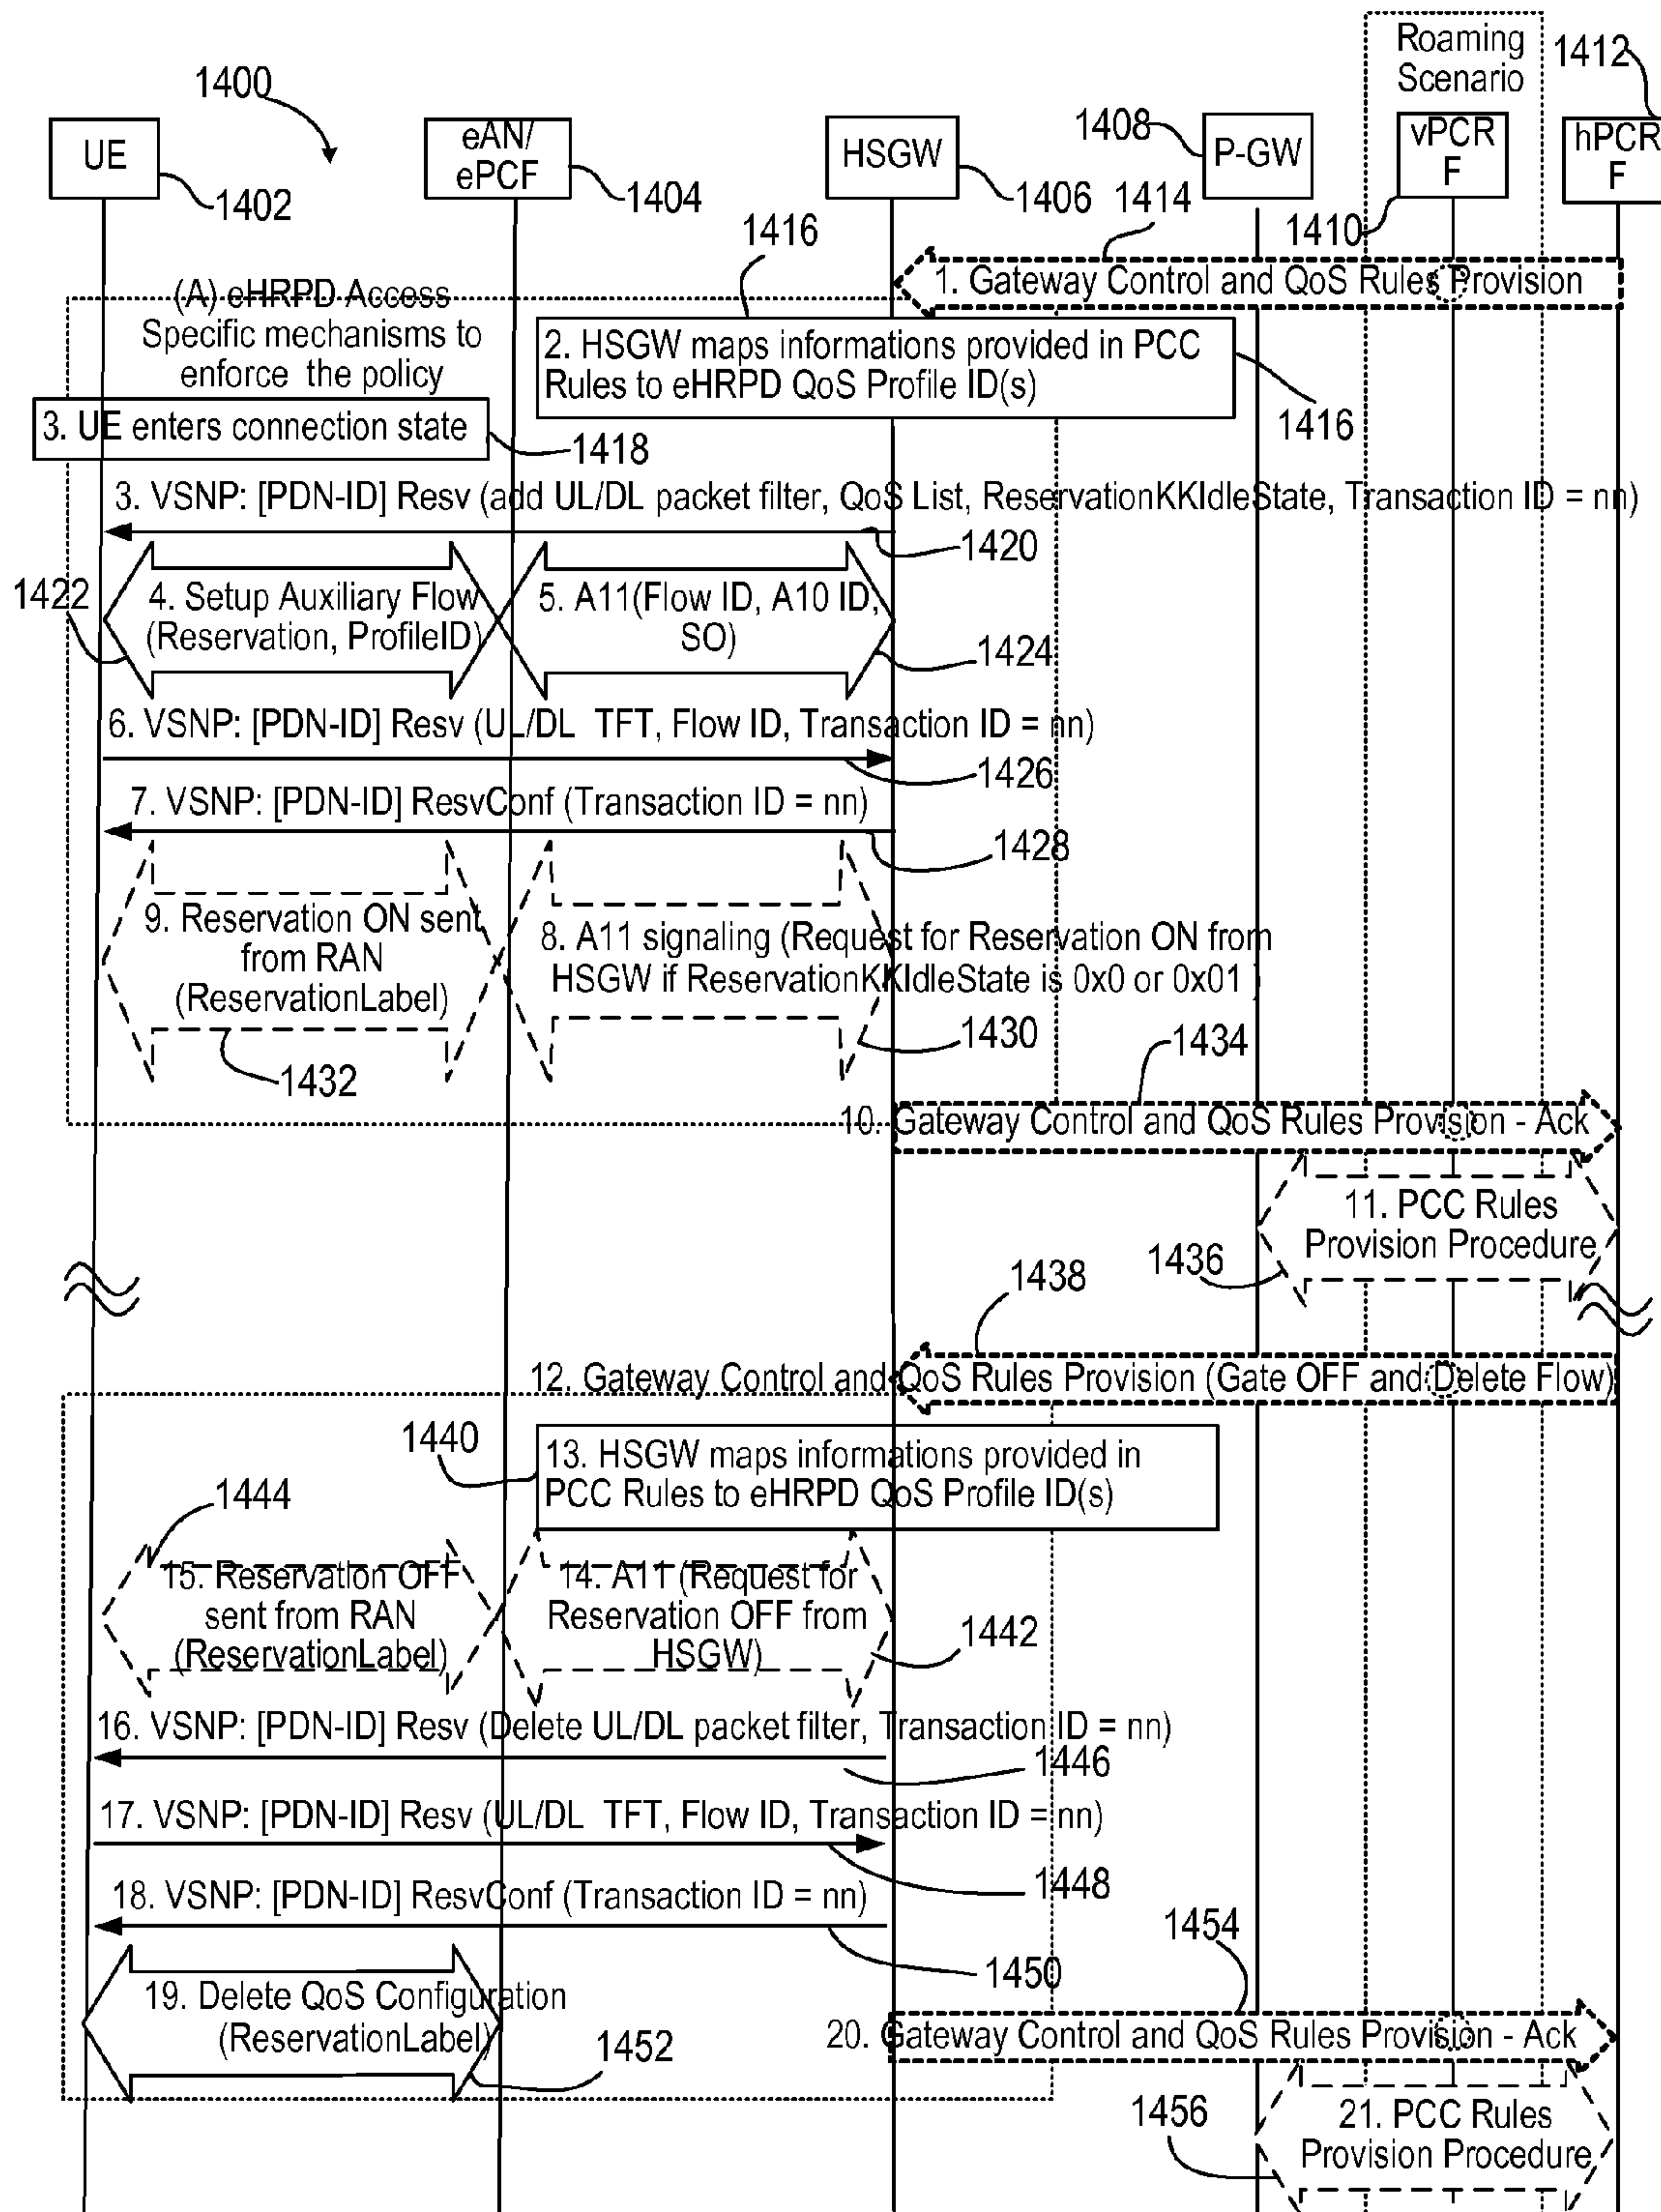 Roaming
Scenario
1412
1400
UE
eAN/
ePCF
HSGW
1408
P-GW
vPCR
F
hPCR
F
1402
1404
1406
1414
1410
1416
1. Gateway Control and QoS Rules Provision
(A) eHRPD Access
Specific mechanisms to
enforce the policy
2. HSGW maps informations provided in PCC
Rules to eHRPD QoS Profile ID(s)
1416
3. UE enters connection state
1418
3. VSNP: [PDN-ID] Resv (add UL/DL packet filter, QoS List, ReservationKKIdleState, Transaction ID = nn)
1420
1422
4. Setup Auxiliary Flow
(Reservation, ProfileID)
5. A11(Flow ID, A10 ID,
SO)
1424
6. VSNP: [PDN-ID] Resv (UL/DL TFT, Flow ID, Transaction ID = nn)
1426
7. VSNP: [PDN-ID] ResvConf (Transaction ID = nn)
1428
9. Reservation ON sent
from RAN
(ReservationLabel)
8. A11 signaling (Request for Reservation ON from
HSGW if ReservationKKIdleState is 0x0 or 0x01 )
1430
1432
1434
10. Gateway Control and QoS Rules Provision - Ack
11. PCC Rules
Provision Procedure
1436
1438
12. Gateway Control and QoS Rules Provision (Gate OFF and Delete Flow)
1440
13. HSGW maps informations provided in
PCC Rules to eHRPD QoS Profile ID(s)
1444
15. Reservation OFF
sent from RAN
(ReservationLabel)
14. A11 (Request for
Reservation OFF from
HSGW)
1442
16. VSNP: [PDN-ID] Resv (Delete UL/DL packet filter, Transaction ID = nn)
1446
17. VSNP: [PDN-ID] Resv (UL/DL TFT, Flow ID, Transaction ID = nn)
1448
18. VSNP: [PDN-ID] ResvConf (Transaction ID = nn)
1450
1454
19. Delete QoS Configuration
(ReservationLabel)
1452
20. Gateway Control and QoS Rules Provision - Ack
1456
21. PCC Rules
Provision Procedure